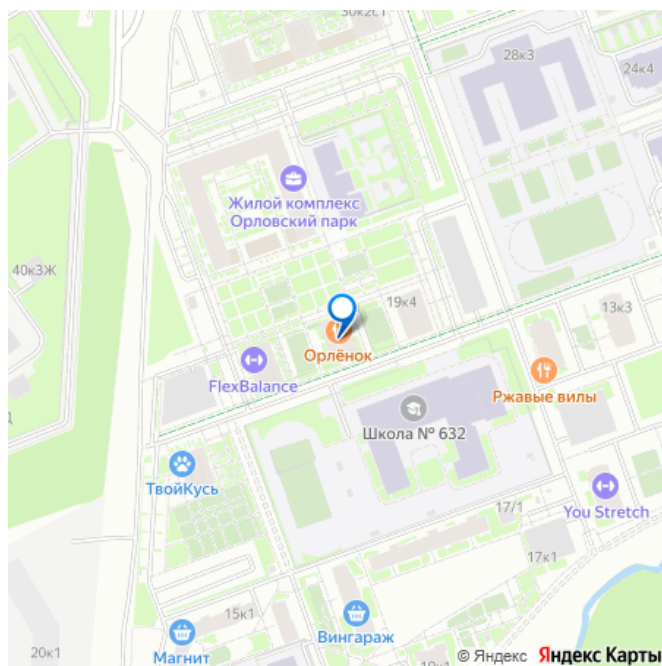 30к2с1
28к3
24к4
Жилой комплекс
Орловский парк
40к3Ж
19к4
13к3
Орлёнок
FlexBalance
Ржавые вилы
Школа № 632
ТвойКусь
17/1
You Stretch
17к1
15к1
Вингараж
20к1
Магнит
© Яндекс Яндекс Карты